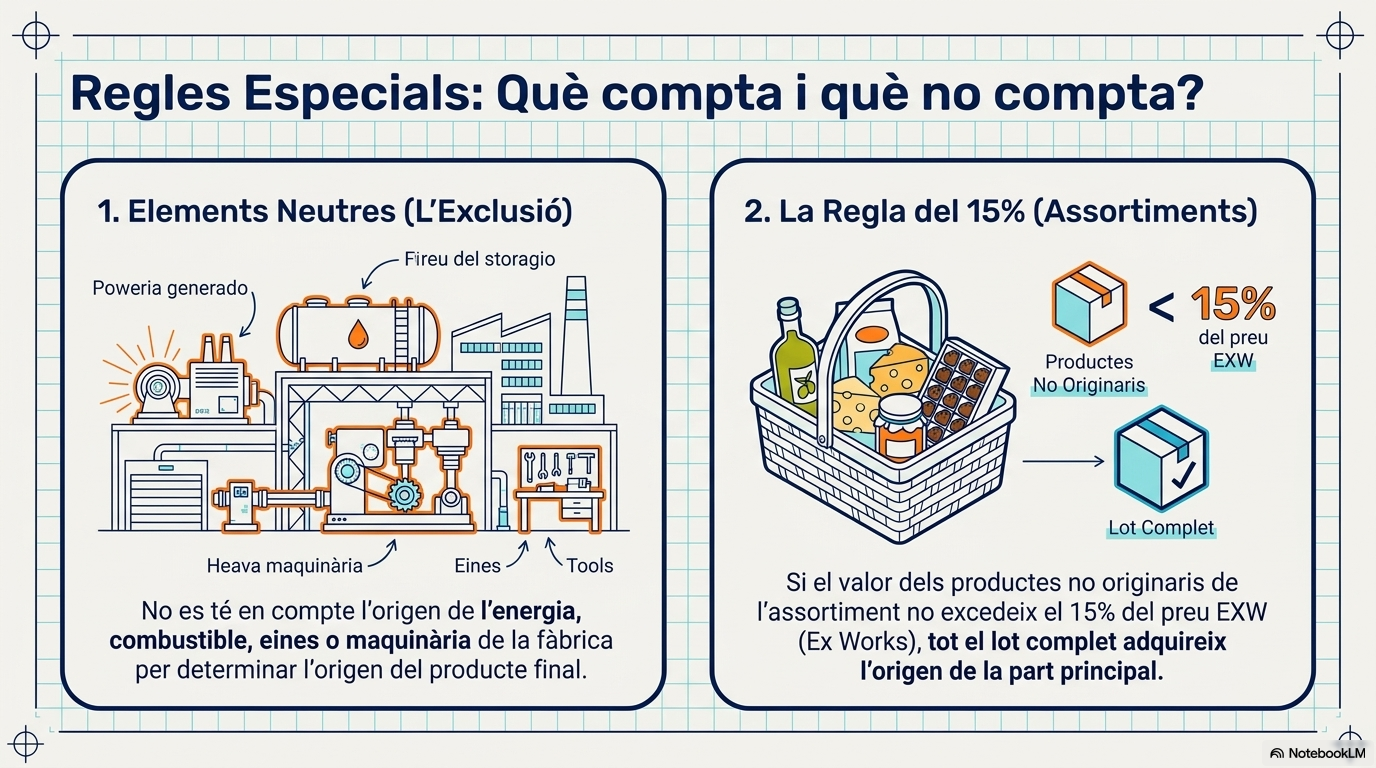 Regles Especials: Què compta i què no compta?
1. Elements Neutres (L'Exclusió)
Fireu del storagio
Poweria generado
Heava maquinària
Eines
Tools
No es té en compte l'origen de l'energia,
combustible, eines o maquinària de la fàbrica
per determinar l'origen del producte final.
2. La Regla del 15% (Assortiments)
Productes
No Originaris
< 15%
del preu
EXW
Lot Complet
Si el valor dels productes no originaris de
l'assortiment no excedeix el 15% del preu EXW
(Ex Works), tot el lot complet adquireix
l'origen de la part principal.
NotebookLM